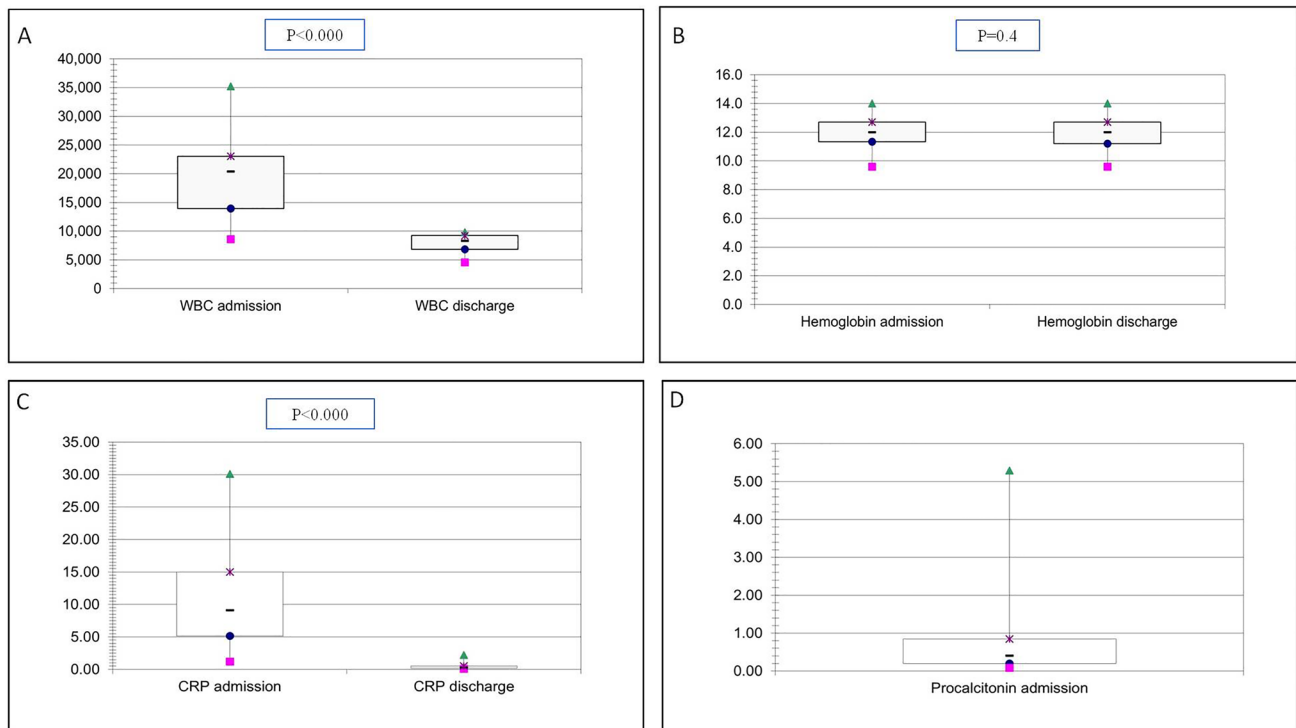 A
P<0.000
40,000
35,000
30,000
25,000
20,000
15,000
10,000
5,000
0
WBC admission
WBC discharge
B
P=0.4
16.0
14.0
12.0
10.0
8.0
6.0
4.0
2.0
0.0
Hemoglobin admission
Hemoglobin discharge
C
P<0.000
35.00
30.00
25.00
20.00
15.00
10.00
5.00
0.00
CRP admission
CRP discharge
D
6.00
5.00
4.00
3.00
2.00
1.00
0.00
Procalcitonin admission